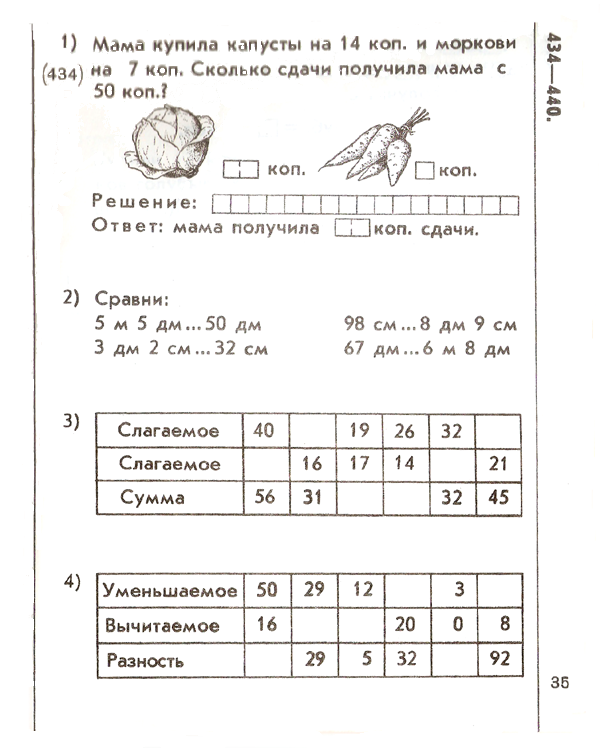 1) Мама купила капусты на 14 коп. и моркови
(434) на 7 коп. Сколько сдачи получила мама с
50 коп.?
коп. коп.
Решение:
Ответ: мама получила коп. сдачи.
2) Сравни:
5 м 5 дм...50 дм 98 см...8 дм 9 см
3 дм 2 см...32 см 67 дм...6 м 8 дм
3) Слагаемое 40 19 26 32
Слагаемое 16 17 14 21
Сумма 56 31 32 45
4) Уменьшаемое 50 29 12 3
Вычитаемое 16 20 0 8
Разность 29 5 32 92
434—440.
35